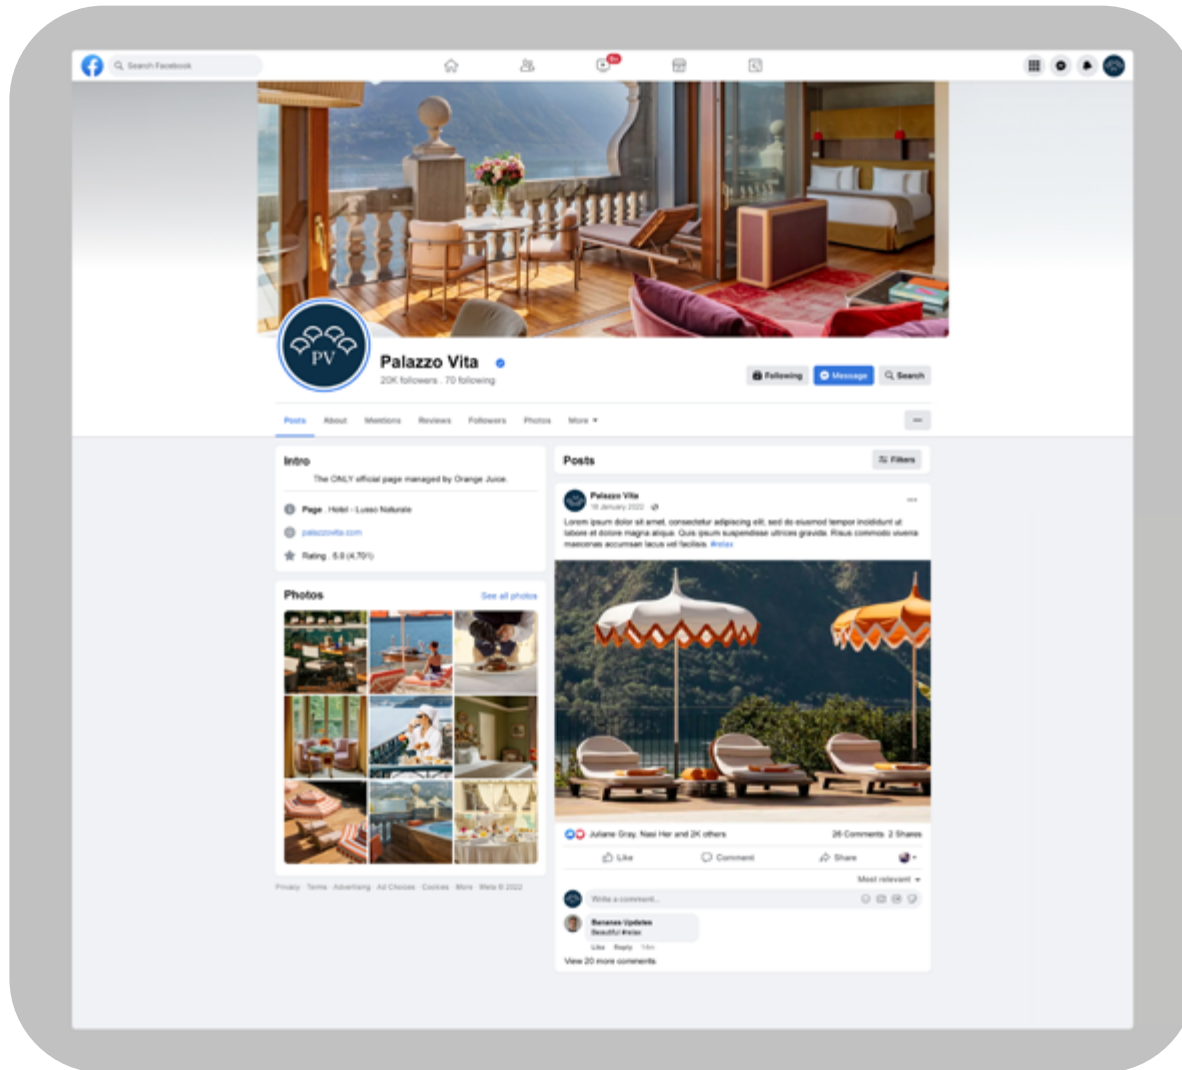 Search Facebook
9+
PV
Palazzo Vita
20K followers . 70 following
Following
Message
Search
Posts About Mentions Reviews Followers Photos More
Intro
The ONLY official page managed by Orange Juice.
Page . Hotel - Lusso Naturale
palazzovita.com
Rating . 5.0 (4,701)
Photos
See all photos
Privacy Terms Advertising Ad Choices Cookies More Meta © 2022
Posts
Filters
Palazzo Vita
18 January 2022
Lorem ipsum dolor sit amet, consectetur adipiscing elit, sed do eiusmod tempor incididunt ut
labore et dolore magna aliqua. Quis ipsum suspendisse ultrices gravida. Risus commodo viverra
maecenas accumsan lacus vel facilisis. #relax
Juliane Gray, Nasi Her and 2K others
26 Comments 2 Shares
Like Comment Share
Most relevant
Write a comment...
Bananas Updates
Beautiful #relax
Like Reply 14m
View 20 more comments